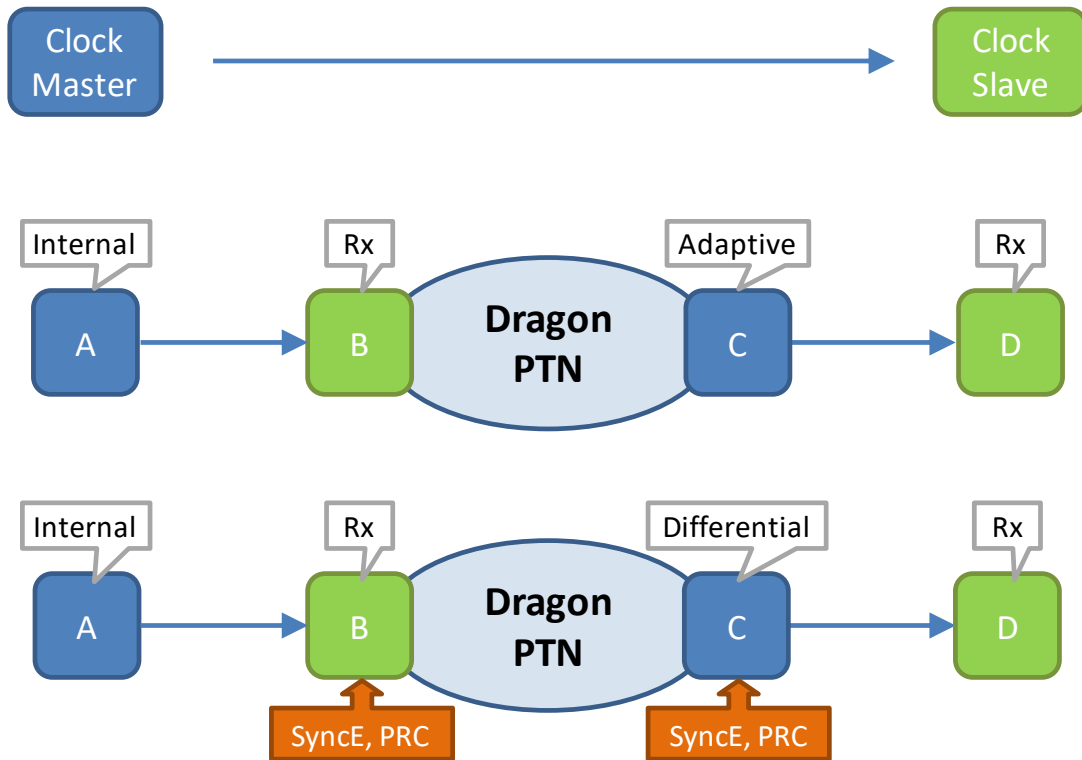 Clock
Master
Clock
Slave
Internal
Rx
Adaptive
Rx
A
B
Dragon
PTN
C
D
Internal
Rx
Differential
Rx
A
B
Dragon
PTN
C
D
SyncE, PRC
SyncE, PRC